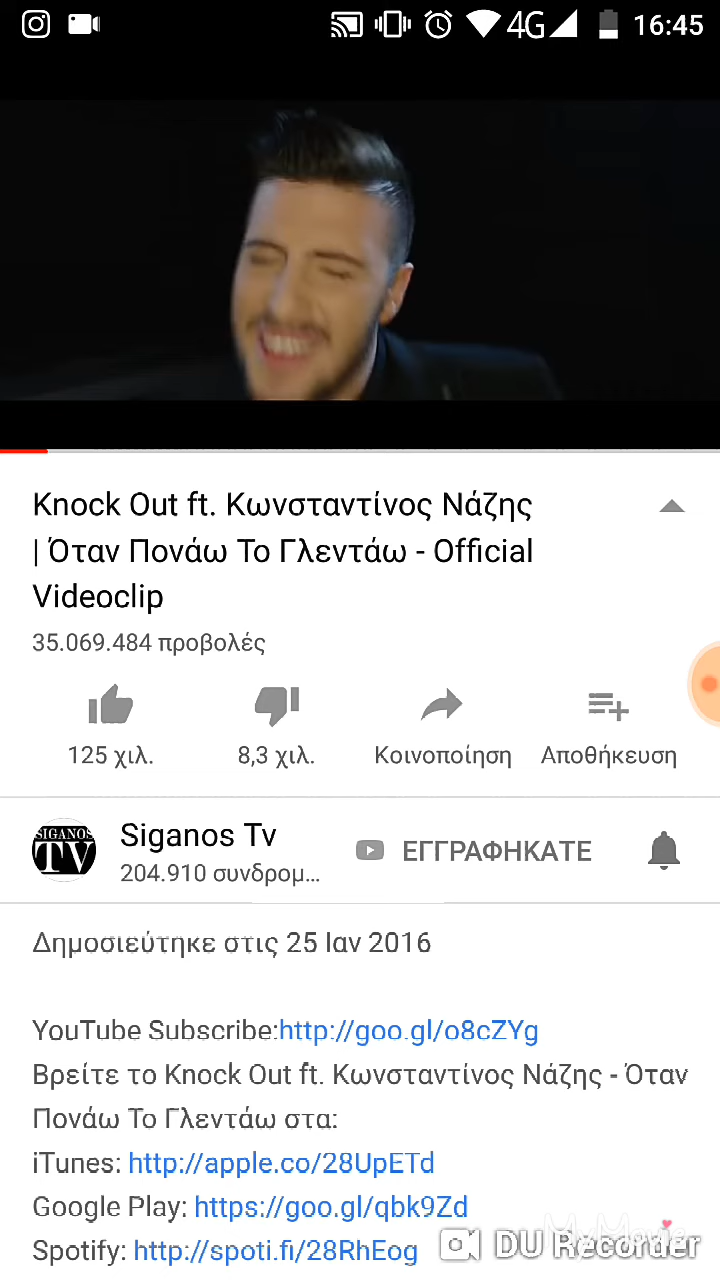 4G 16:45
Knock Out ft. Κωνσταντίνος Νάζης
| Όταν Πονάω Το Γλεντάω - Official
Videoclip
35.069.484 προβολές
125 χιλ. 8,3 χιλ. Κοινοποίηση Αποθήκευση
SIGANOS
TV
Siganos Tv
ΕΓΓΡΑΦΗΚΑΤΕ
204.910 συνδρομ...
Δημοσιεύτηκε στις 25 Ιαν 2016
YouTube Subscribe:http://goo.gl/o8cZYg
Βρείτε το Knock Out ft. Κωνσταντίνος Νάζης - Όταν
Πονάω Το Γλεντάω στα:
iTunes: http://apple.co/28UpETd
Google Play: https://goo.gl/qbk9Zd
Spotify: http://spoti.fi/28RhEog
MyMovie
DU Recorder